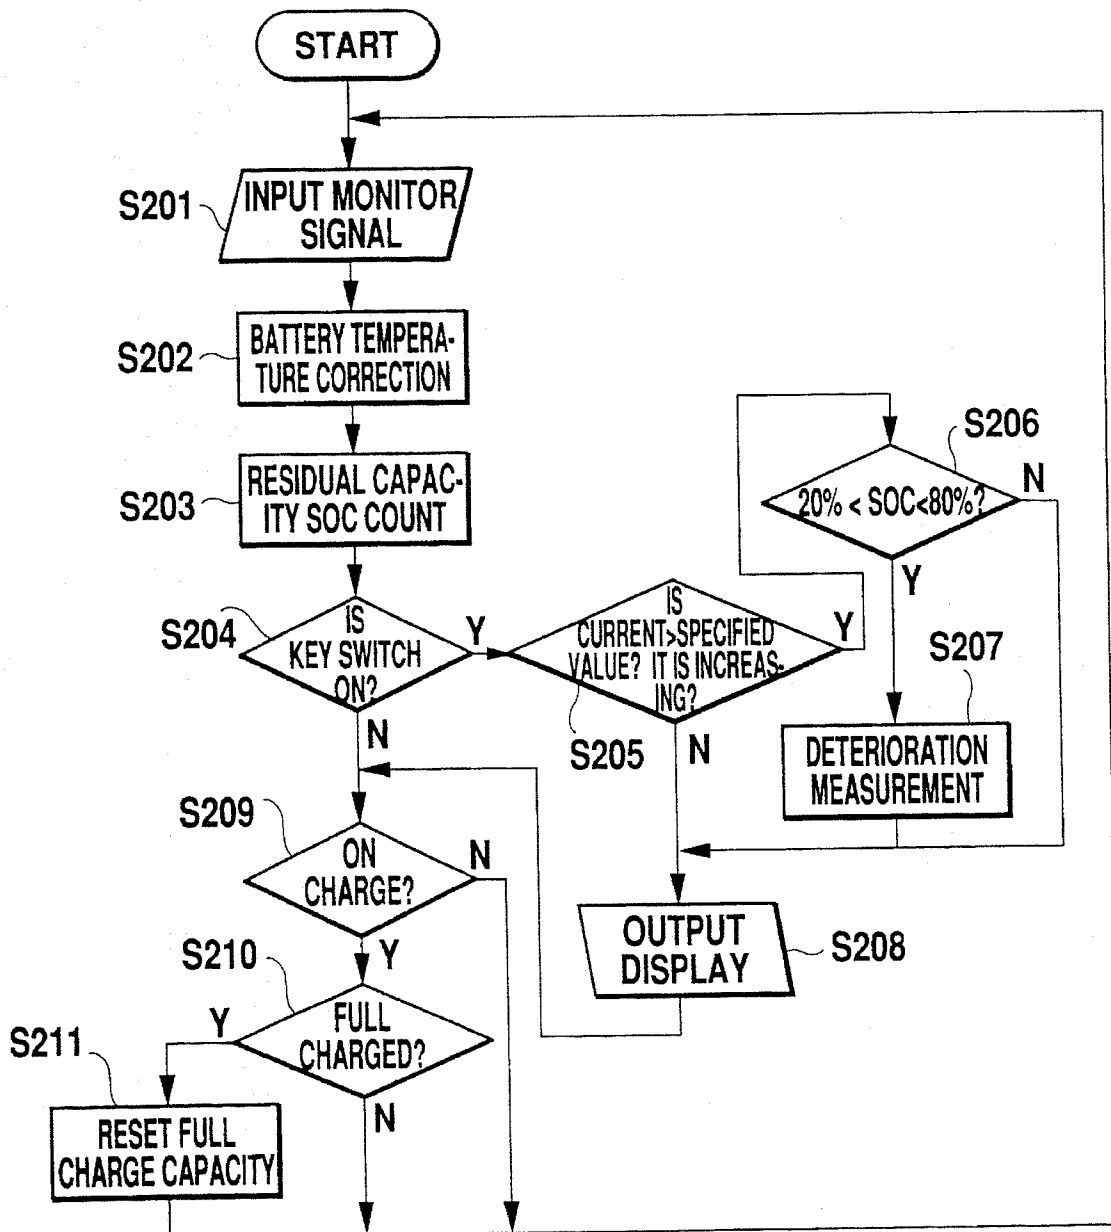 START
S201
INPUT MONITOR
SIGNAL
S202
BATTERY TEMPERA-
TURE CORRECTION
S203
RESIDUAL CAPAC-
ITY SOC COUNT
S204
IS
KEY SWITCH
ON?
Y
N
S205
IS
CURRENT>SPECIFIED
VALUE? IT IS INCREAS-
ING?
Y
N
S206
20% < SOC<80%?
N
Y
S207
DETERIORATION
MEASUREMENT
S208
OUTPUT
DISPLAY
S209
ON
CHARGE?
N
Y
S210
FULL
CHARGED?
Y
N
S211
RESET FULL
CHARGE CAPACITY